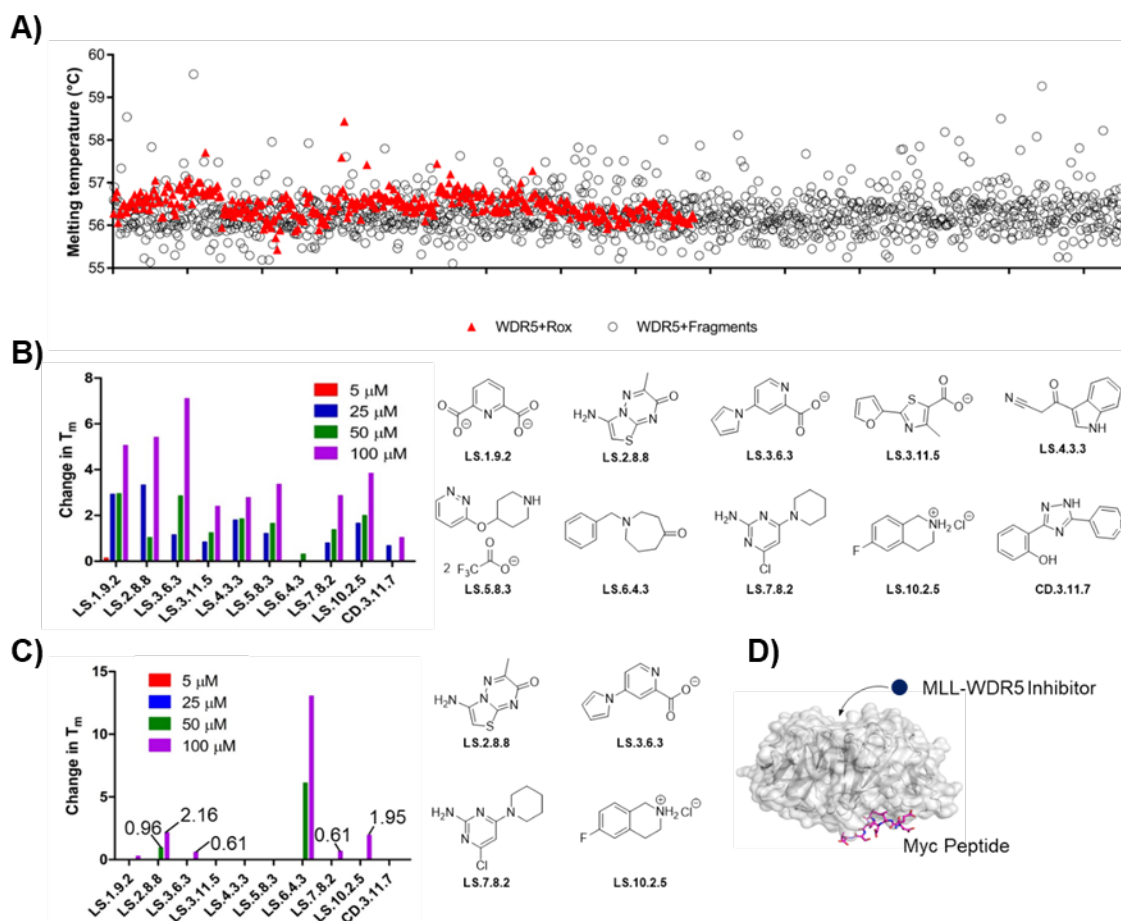 A)
60
59
58
57
56
55
Melting temperature (°C)
WDR5+Rox
WDR5+Fragments
B)
8
6
4
2
0
Change in Tm
5 μM
25 μM
50 μM
100 μM
LS.1.9.2
LS.2.8.8
LS.3.6.3
LS.3.11.5
LS.4.3.3
LS.5.8.3
LS.6.4.3
LS.7.8.2
LS.10.2.5
CD.3.11.7
LS.1.9.2
LS.2.8.8
LS.3.6.3
LS.3.11.5
LS.4.3.3
2
LS.5.8.3
LS.6.4.3
LS.7.8.2
LS.10.2.5
CD.3.11.7
C)
15
10
5
0
Change in Tm
5 μM
25 μM
50 μM
100 μM
0.96
2.16
0.61
0.61
1.95
LS.1.9.2
LS.2.8.8
LS.3.6.3
LS.3.11.5
LS.4.3.3
LS.5.8.3
LS.6.4.3
LS.7.8.2
LS.10.2.5
CD.3.11.7
LS.2.8.8
LS.3.6.3
LS.7.8.2
LS.10.2.5
D)
MLL-WDR5 Inhibitor
Myc Peptide